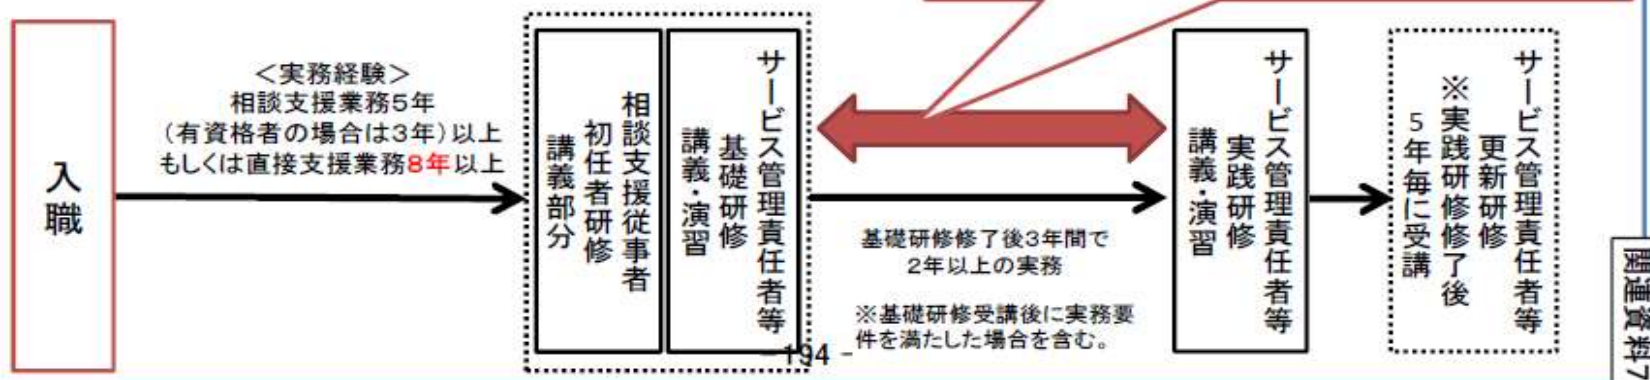 入職
＜実務経験＞
相談支援業務5年
(有資格者の場合は3年)以上
もしくは直接支援業務8年以上
相談支援従事者
初任者研修
講義部分
サービス管理責任者等
基礎研修
講義・演習
基礎研修修了後3年間で
2年以上の実務
※基礎研修受講後に実務要
件を満たした場合を含む。
サービス管理責任者等
実践研修
講義・演習
サービス管理責任者等
更新研修
※実践研修修了後
5年毎に受講
- 194 -
関連資料7